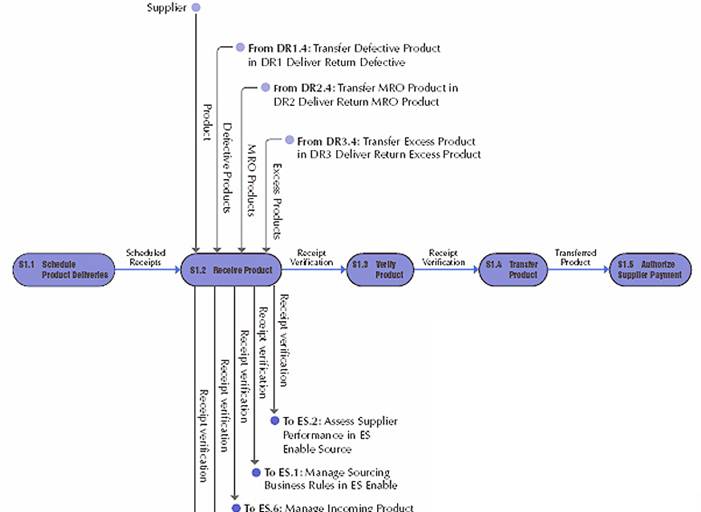 Supplier
From DR1.4: Transfer Defective Product
in DR1 Deliver Return Defective
From DR2.4: Transfer MRO Product in
DR2 Deliver Return MRO Product
From DR3.4: Transfer Excess Product
in DR3 Deliver Return Excess Product
Product
Defective Products
MRO Products
Excess Products
S1.1 Schedule
Product Deliveries
Scheduled
Receipts
S1.2 Receive Product
Receipt
Verification
S1.3 Verify
Product
Receipt
Verification
S1.4 Transfer
Product
Transferred
Product
S1.5 Authorize
Supplier Payment
Receipt verification
Receipt verification
Receipt verification
Receipt verification
Receipt verification
To ES.2: Assess Supplier
Performance in ES
Enable Source
To ES.1: Manage Sourcing
Business Rules in ES Enable
To ES.6: Manage Incoming Product